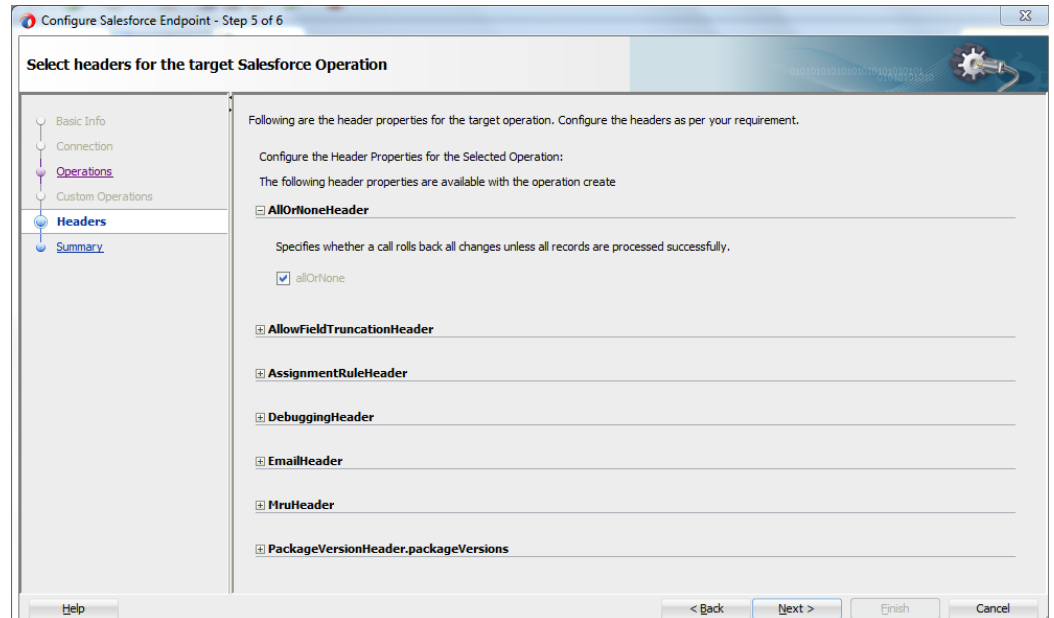 Configure Salesforce Endpoint - Step 5 of 6
Select headers for the target Salesforce Operation
Basic Info
Connection
Operations
Custom Operations
Headers
Summary
Following are the header properties for the target operation. Configure the headers as per your requirement.
Configure the Header Properties for the Selected Operation:
The following header properties are available with the operation create
AllOrNoneHeader
Specifies whether a call rolls back all changes unless all records are processed successfully.
allOrNone
AllowFieldTruncationHeader
AssignmentRuleHeader
DebuggingHeader
EmailHeader
MruHeader
PackageVersionHeader.packageVersions
Help
< Back
Next >
Finish
Cancel